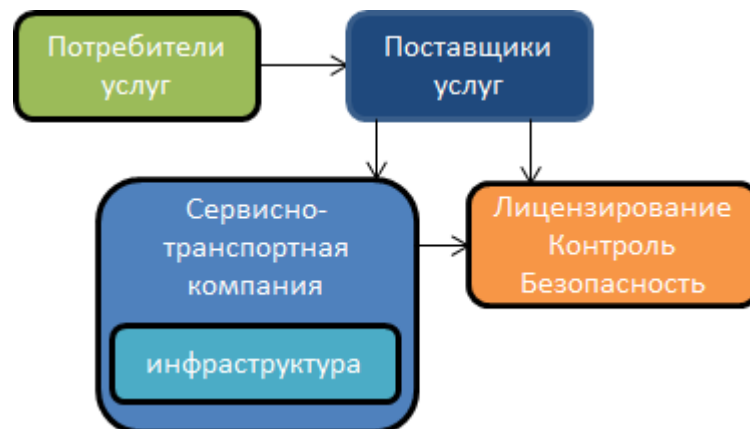 Потребители
услуг
Поставщики
услуг
Сервисно-
транспортная
компания
инфраструктура
Лицензирование
Контроль
Безопасность